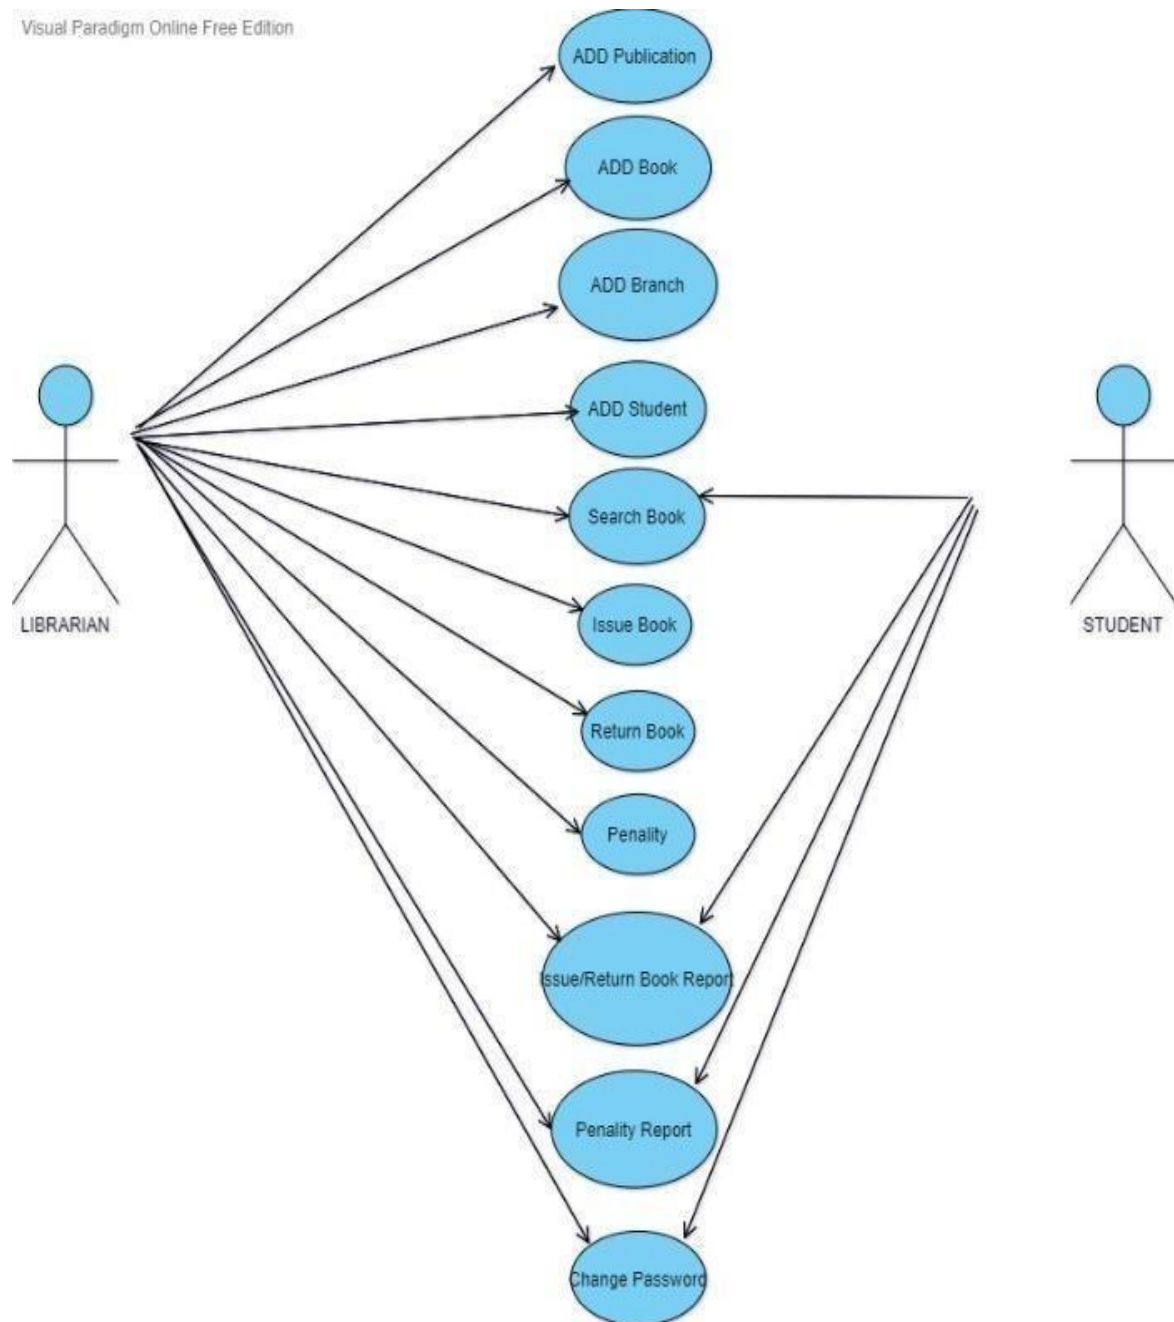 Visual Paradigm Online Free Edition
ADD Publication
ADD Book
ADD Branch
ADD Student
Search Book
Issue Book
LIBRARIAN
STUDENT
Return Book
Penality
Issue/Return Book Report
Penality Report
Change Password